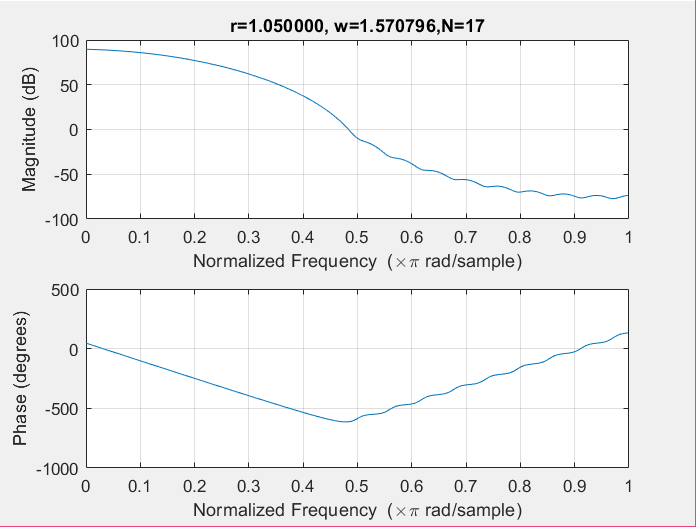 r=1.050000, w=1.570796,N=17
100
50
0
-50
-100
Magnitude (dB)
0 0.1 0.2 0.3 0.4 0.5 0.6 0.7 0.8 0.9 1
Normalized Frequency (×π rad/sample)
500
0
-500
-1000
Phase (degrees)
0 0.1 0.2 0.3 0.4 0.5 0.6 0.7 0.8 0.9 1
Normalized Frequency (×π rad/sample)